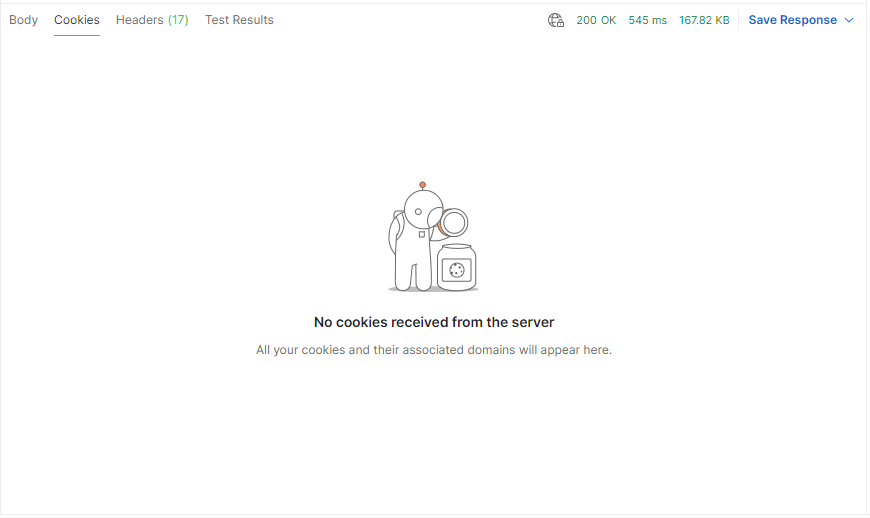 Body Cookies Headers (17) Test Results 200 OK 545 ms 167.82 KB Save Response
No cookies received from the server
All your cookies and their associated domains will appear here.